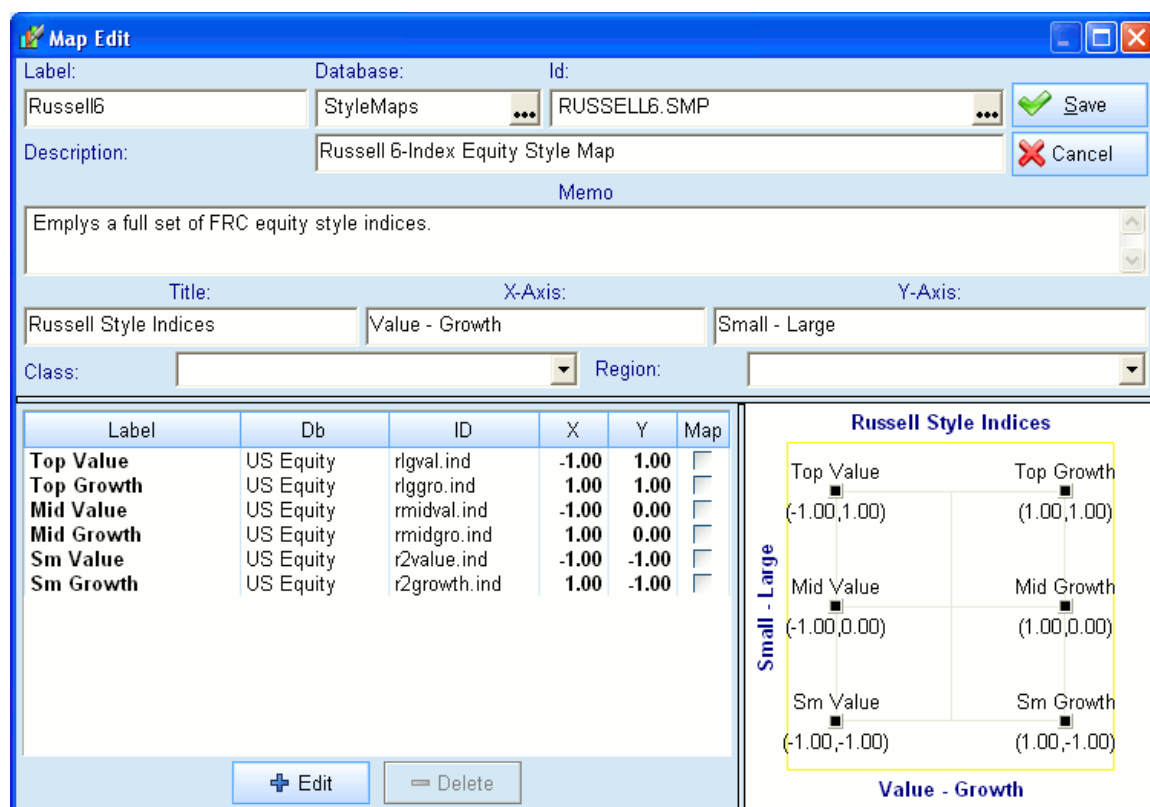 Map Edit
Label: Database: Id:
Russell6 StyleMaps ... RUSSELL6.SMP ... Save
Description: Russell 6-Index Equity Style Map Cancel
Memo
Emplys a full set of FRC equity style indices.
Title: X-Axis: Y-Axis:
Russell Style Indices Value - Growth Small - Large
Class: Region:
Label Db ID X Y Map
Top Value US Equity rlgval.ind -1.00 1.00
Top Growth US Equity rlggro.ind 1.00 1.00
Mid Value US Equity rmidval.ind -1.00 0.00
Mid Growth US Equity rmidgro.ind 1.00 0.00
Sm Value US Equity r2value.ind -1.00 -1.00
Sm Growth US Equity r2growth.ind 1.00 -1.00
Edit Delete
Russell Style Indices
Top Value Top Growth
(-1.00,1.00) (1.00,1.00)
Small - Large
Mid Value Mid Growth
(-1.00,0.00) (1.00,0.00)
Sm Value Sm Growth
(-1.00,-1.00) (1.00,-1.00)
Value - Growth